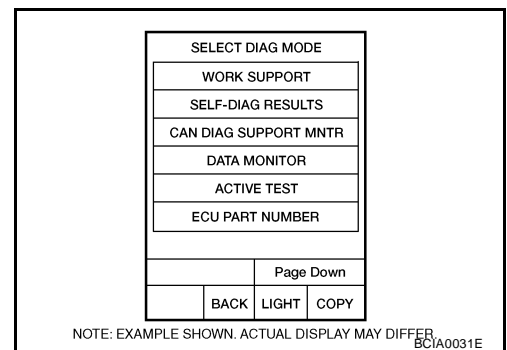 SELECT DIAG MODE
WORK SUPPORT
SELF-DIAG RESULTS
CAN DIAG SUPPORT MNTR
DATA MONITOR
ACTIVE TEST
ECU PART NUMBER
Page Down
BACK LIGHT COPY
NOTE: EXAMPLE SHOWN. ACTUAL DISPLAY MAY DIFFER.
BCIA0031E